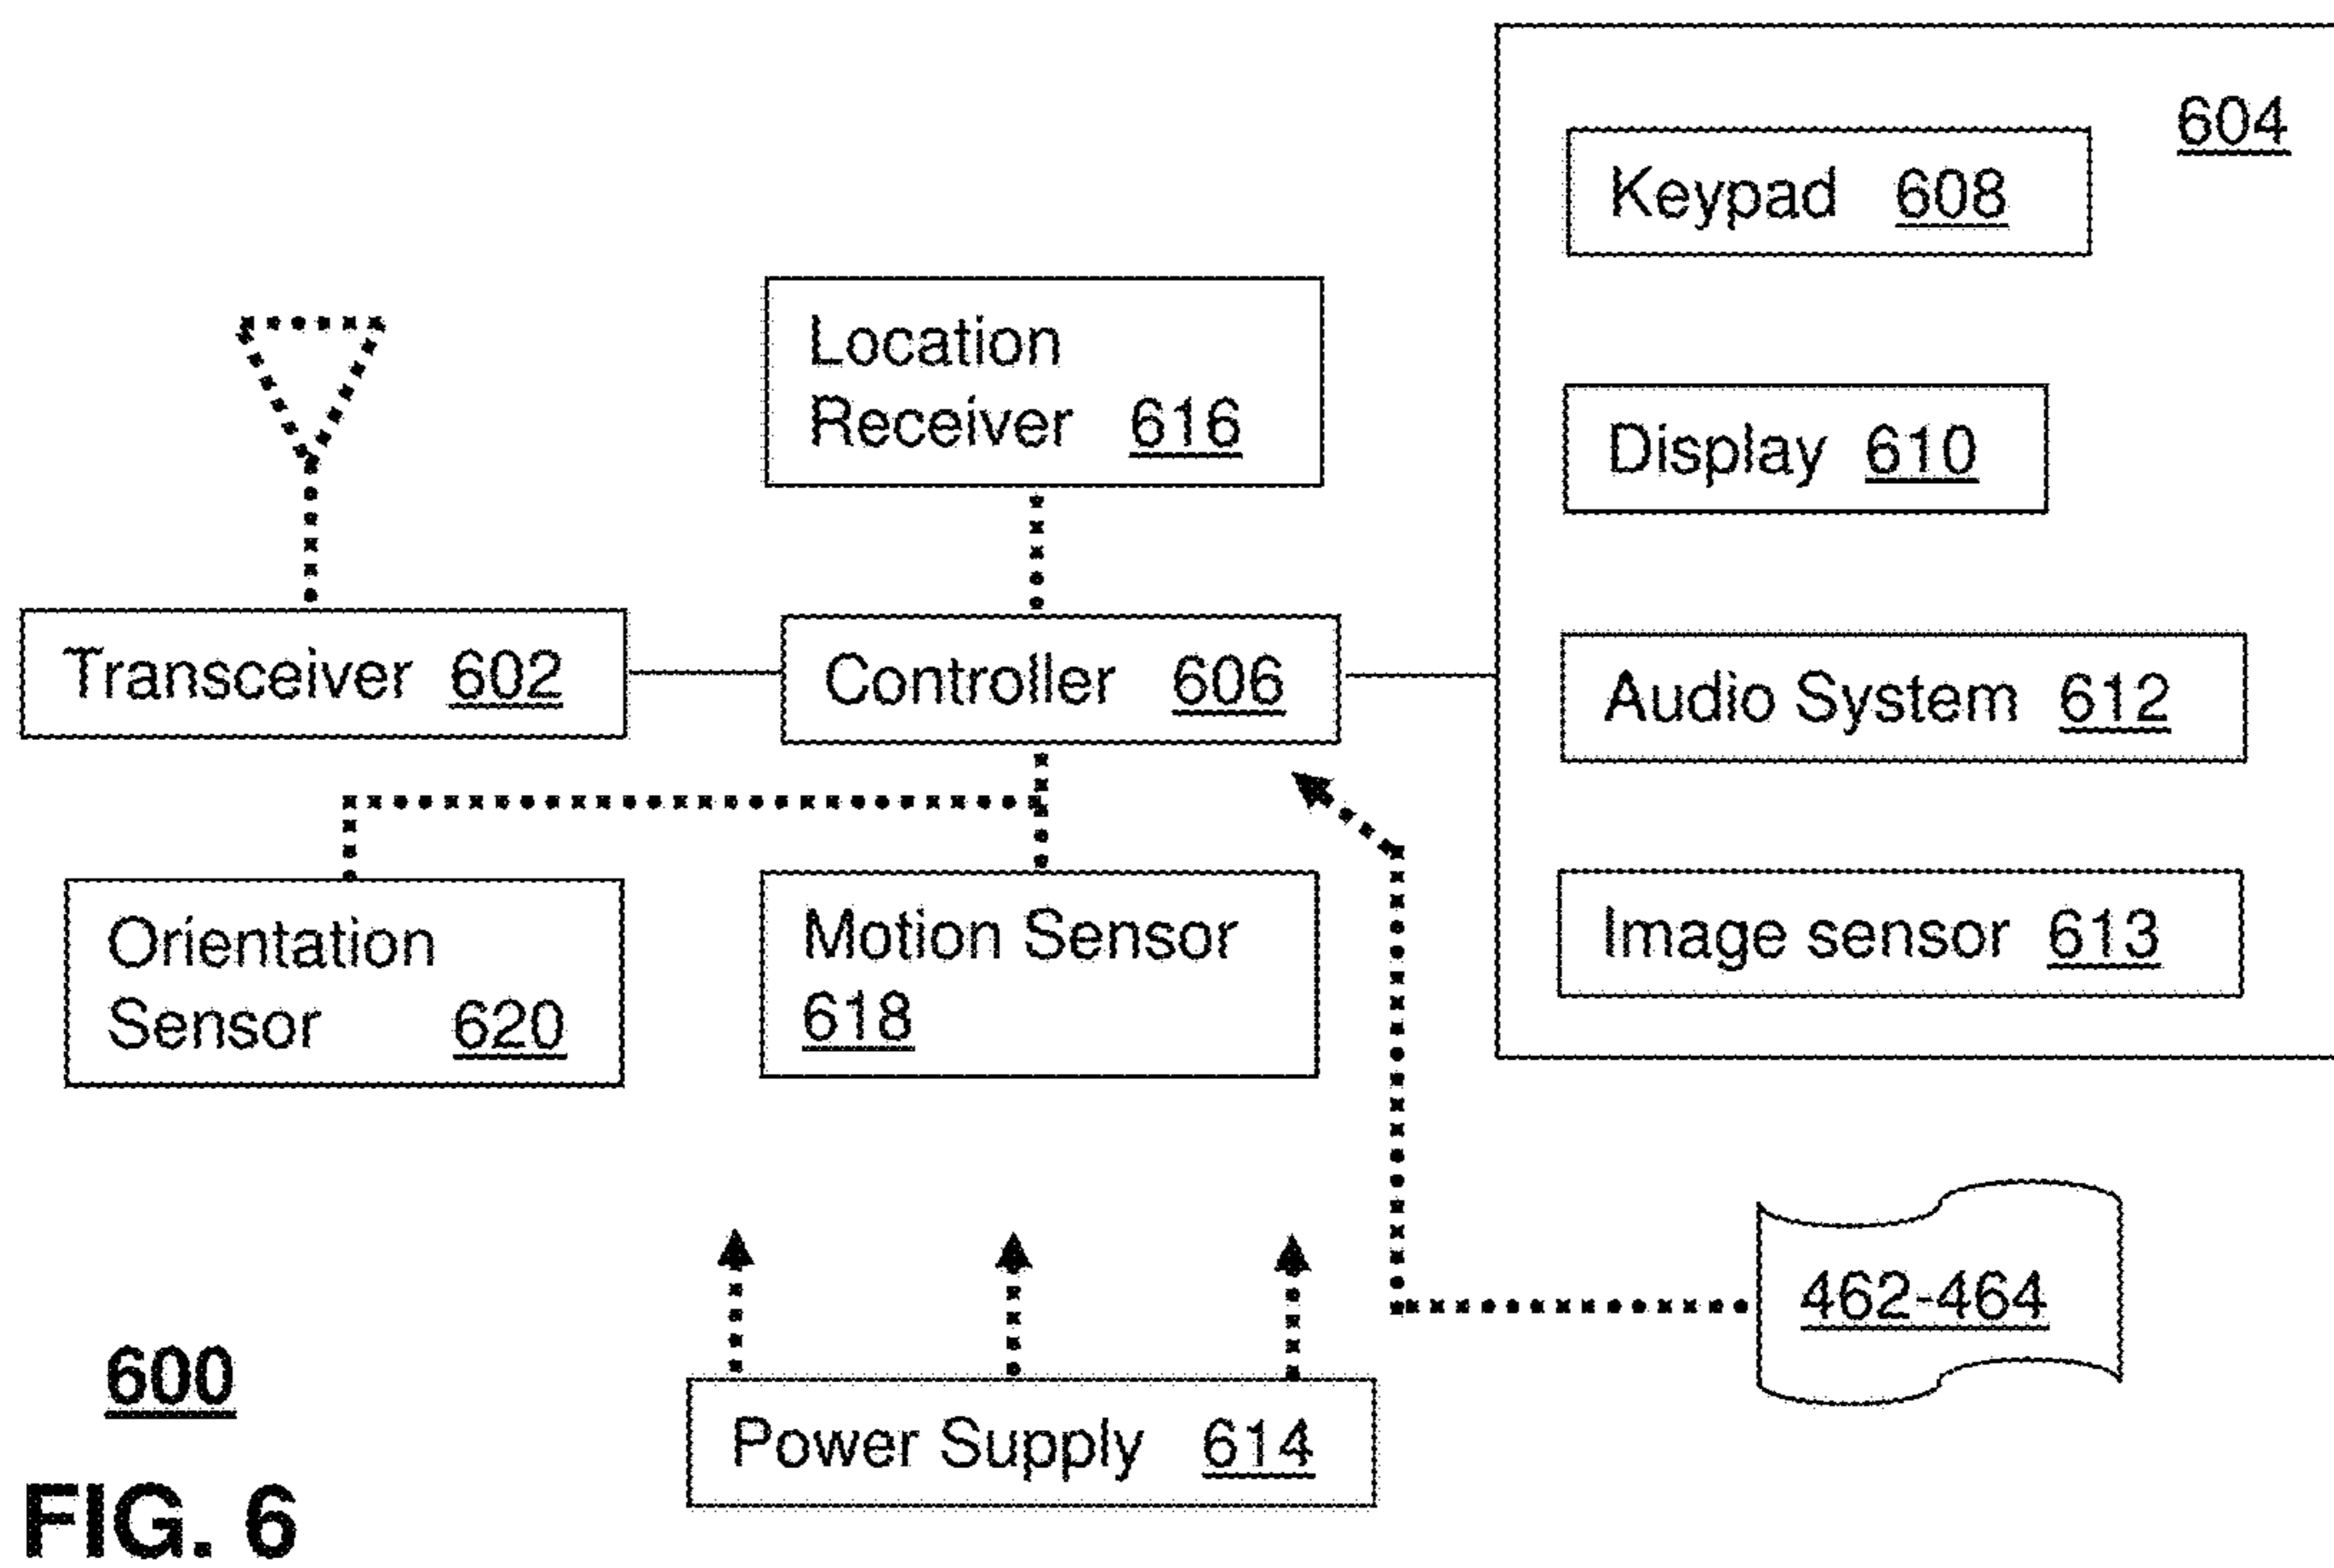 604
Keypad 608
Location
Receiver 616
Display 610
Transceiver 602
Controller 606
Audio System 612
Orientation
Sensor 620
Motion Sensor
618
Image sensor 613
462-464
600
Power Supply 614
FIG. 6